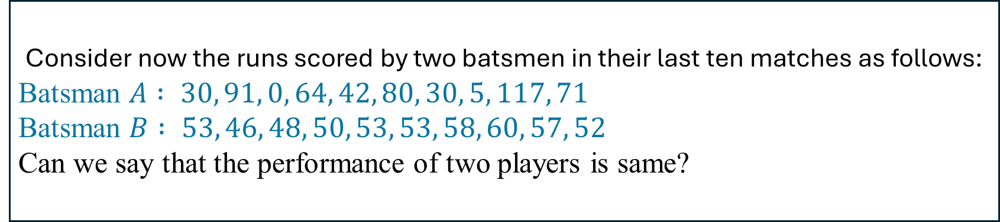 Consider now the runs scored by two batsmen in their last ten matches as follows:
Batsman A : 30, 91, 0, 64, 42, 80, 30, 5, 117, 71
Batsman B : 53, 46, 48, 50, 53, 53, 58, 60, 57, 52
Can we say that the performance of two players is same?